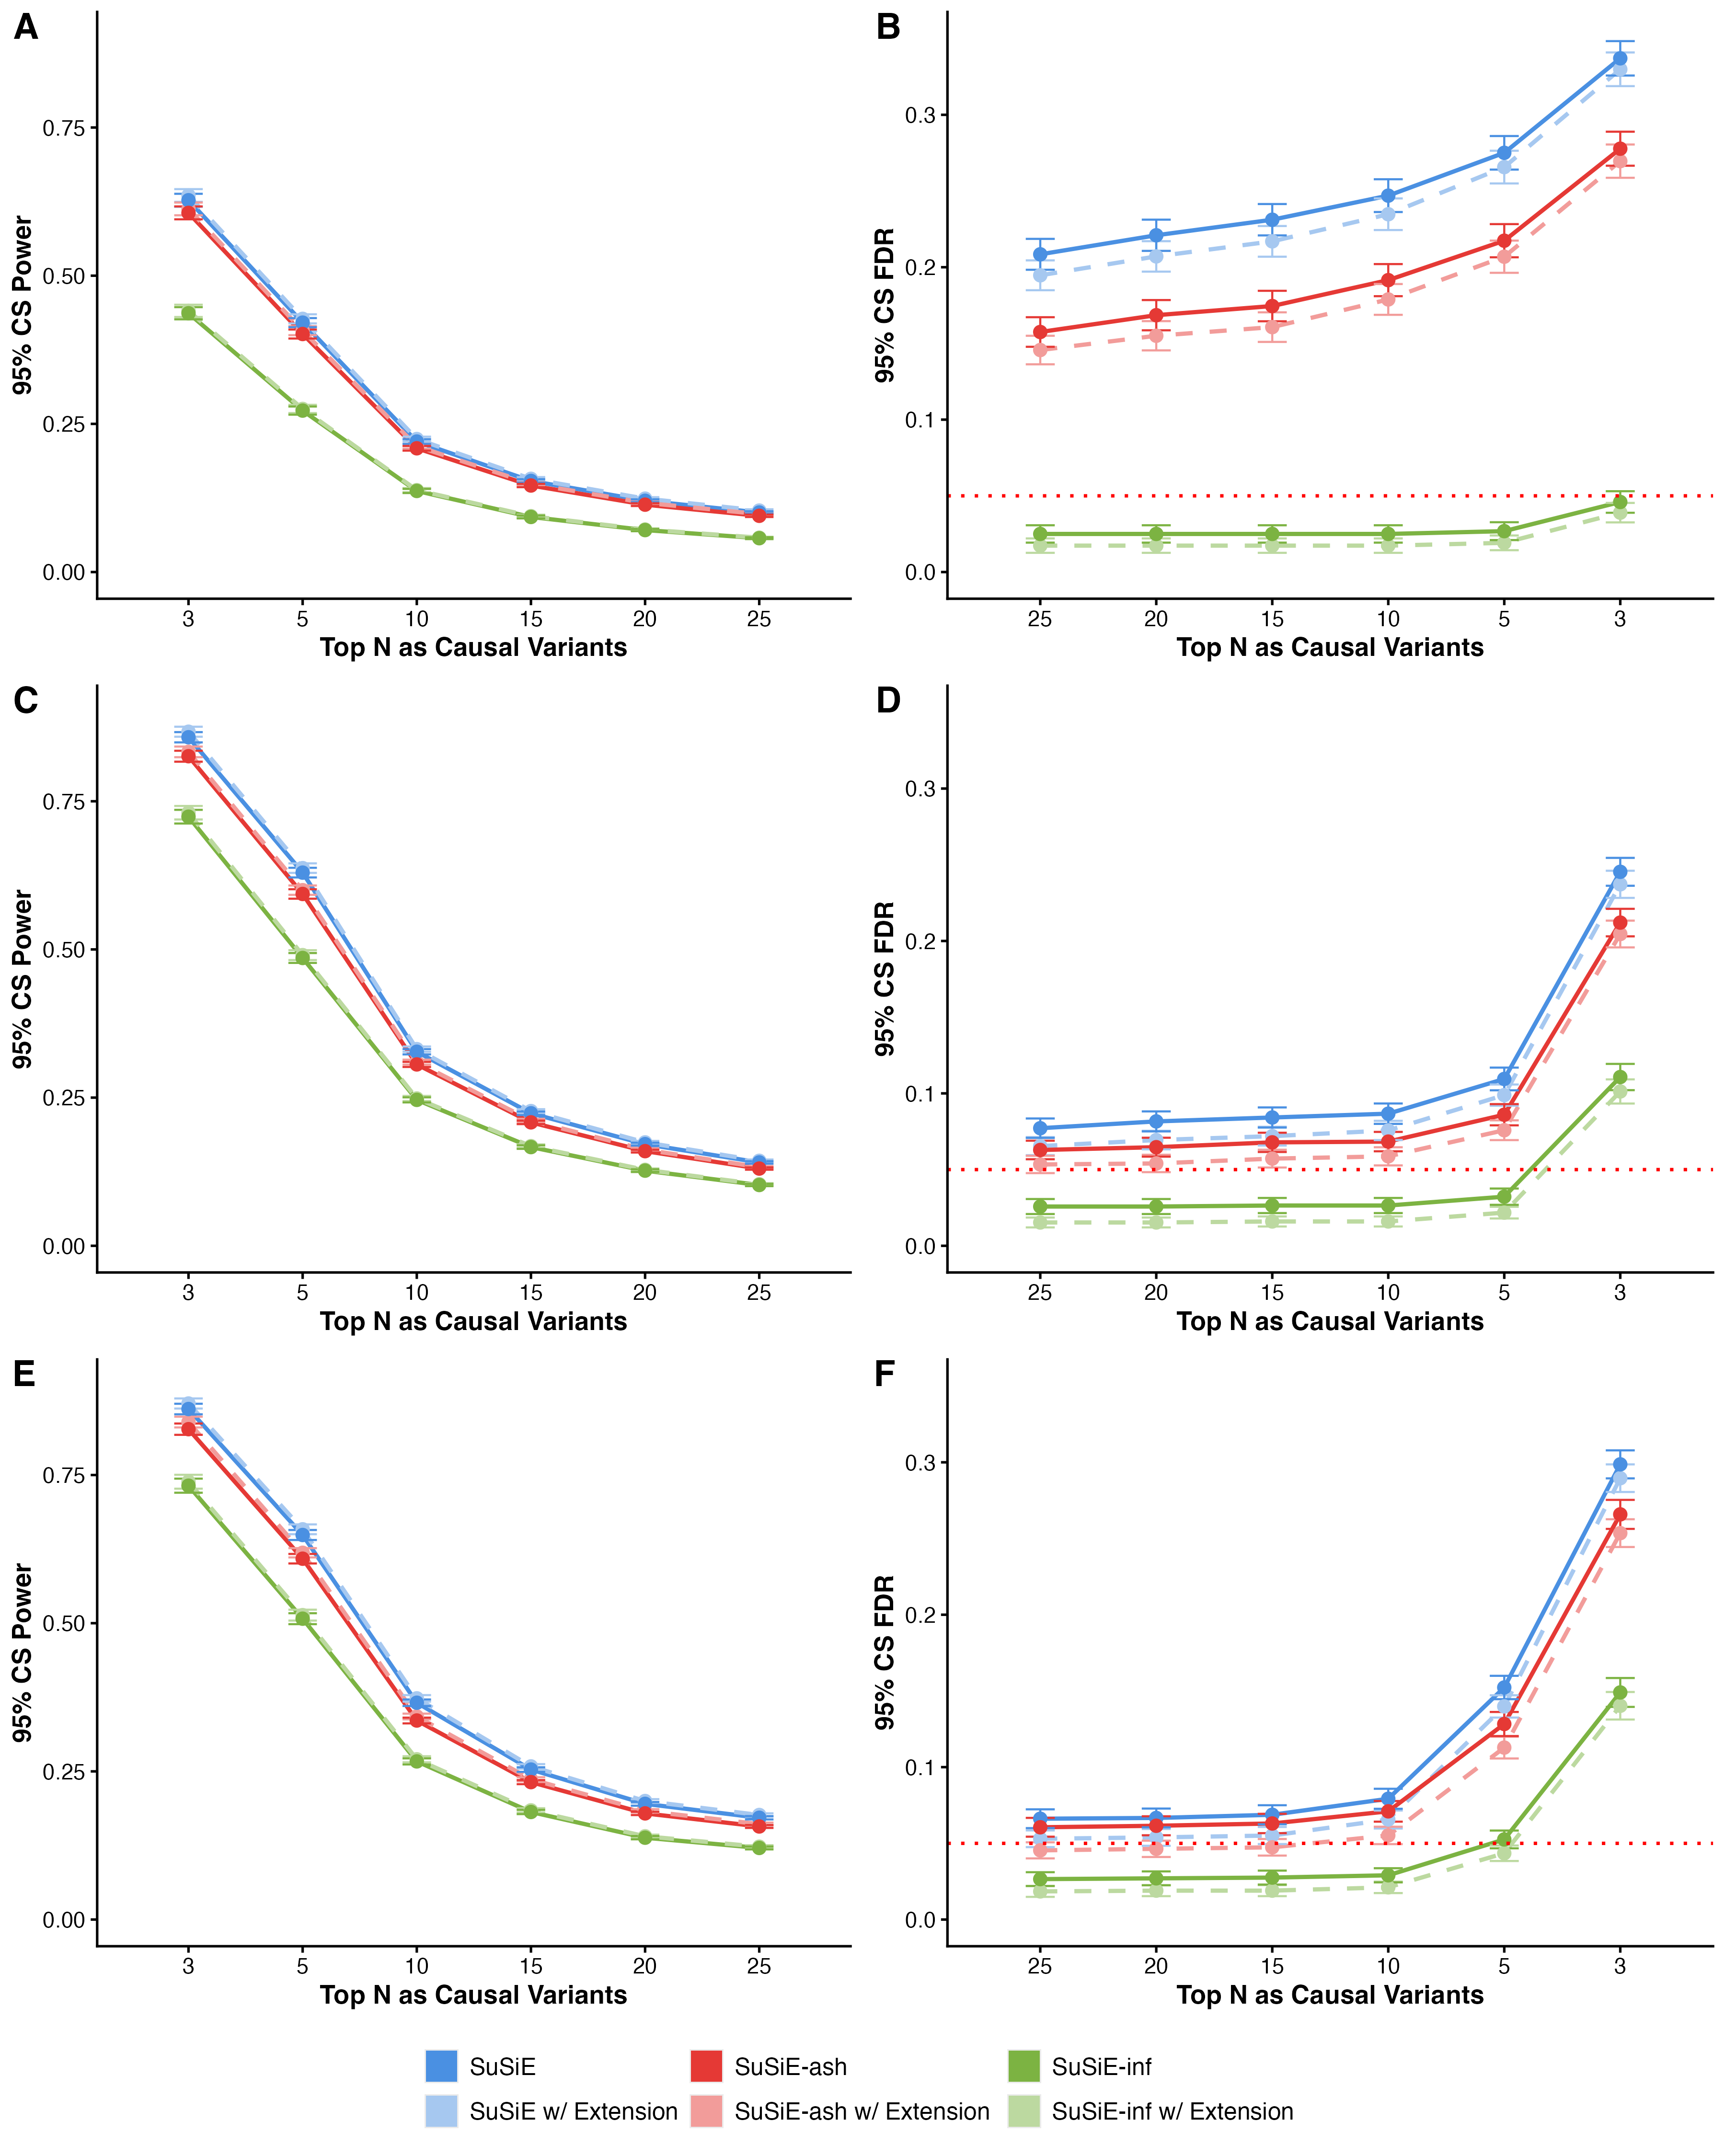 A
95% CS Power
0.75
0.50
0.25
0.00
3 5 10 15 20 25
Top N as Causal Variants
B
95% CS FDR
0.3
0.2
0.1
0.0
25 20 15 10 5 3
Top N as Causal Variants
C
95% CS Power
0.75
0.50
0.25
0.00
3 5 10 15 20 25
Top N as Causal Variants
D
95% CS FDR
0.3
0.2
0.1
0.0
25 20 15 10 5 3
Top N as Causal Variants
E
95% CS Power
0.75
0.50
0.25
0.00
3 5 10 15 20 25
Top N as Causal Variants
F
95% CS FDR
0.3
0.2
0.1
0.0
25 20 15 10 5 3
Top N as Causal Variants
SuSiE SuSiE-ash SuSiE-inf
SuSiE w/ Extension SuSiE-ash w/ Extension SuSiE-inf w/ Extension